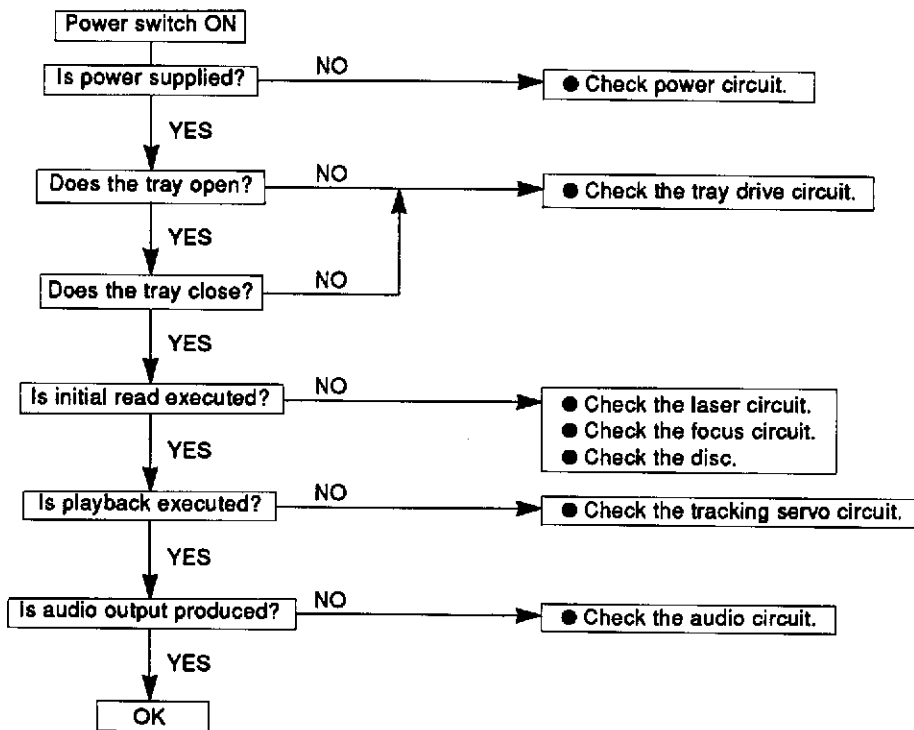 Power switch ON
Is power supplied?
NO
● Check power circuit.
YES
Does the tray open?
NO
● Check the tray drive circuit.
YES
Does the tray close?
NO
YES
Is initial read executed?
NO
● Check the laser circuit.
● Check the focus circuit.
● Check the disc.
YES
Is playback executed?
NO
● Check the tracking servo circuit.
YES
Is audio output produced?
NO
● Check the audio circuit.
YES
OK